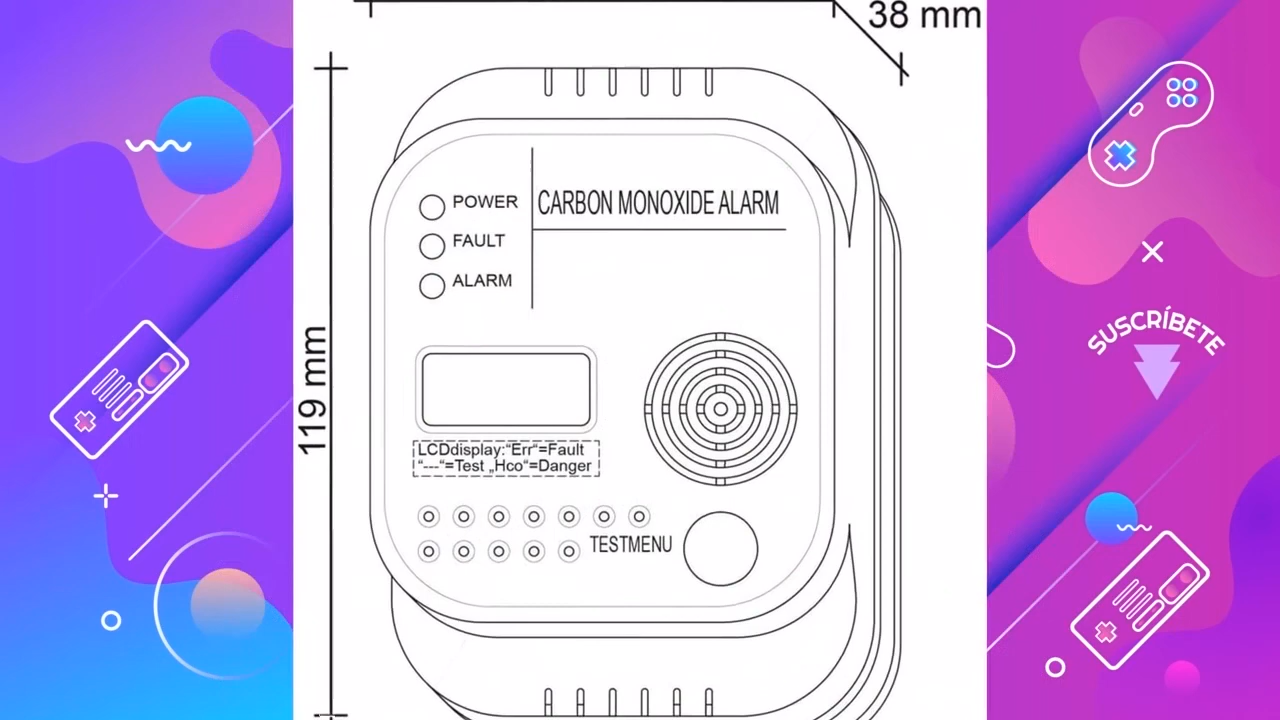 38 mm
POWER
CARBON MONOXIDE ALARM
FAULT
ALARM
119 mm
SUSCRÍBETE
LCDdisplay:“Err“=Fault
“---“=Test „Hco“=Danger
TESTMENU